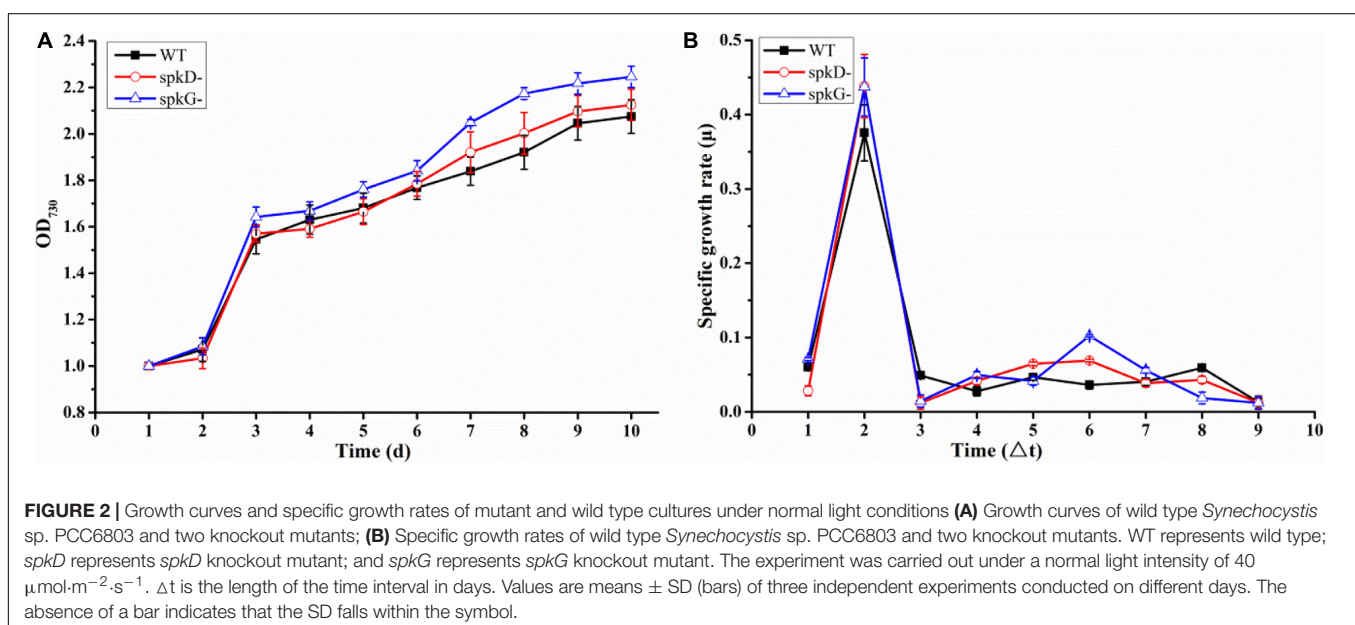 A
2.4
2.2
2.0
1.8
1.6
1.4
1.2
1.0
0.8
OD730
WT
spkD-
spkG-
0 1 2 3 4 5 6 7 8 9 10
Time (d)
B
0.5
0.4
0.3
0.2
0.1
0.0
Specific growth rate (μ)
WT
spkD-
spkG-
0 1 2 3 4 5 6 7 8 9 10
Time (△t)
FIGURE 2 | Growth curves and specific growth rates of mutant and wild type cultures under normal light conditions (A) Growth curves of wild type Synechocystis
sp. PCC6803 and two knockout mutants; (B) Specific growth rates of wild type Synechocystis sp. PCC6803 and two knockout mutants. WT represents wild type;
spkD represents spkD knockout mutant; and spkG represents spkG knockout mutant. The experiment was carried out under a normal light intensity of 40
μmol·m−2·s−1. △t is the length of the time interval in days. Values are means ± SD (bars) of three independent experiments conducted on different days. The
absence of a bar indicates that the SD falls within the symbol.